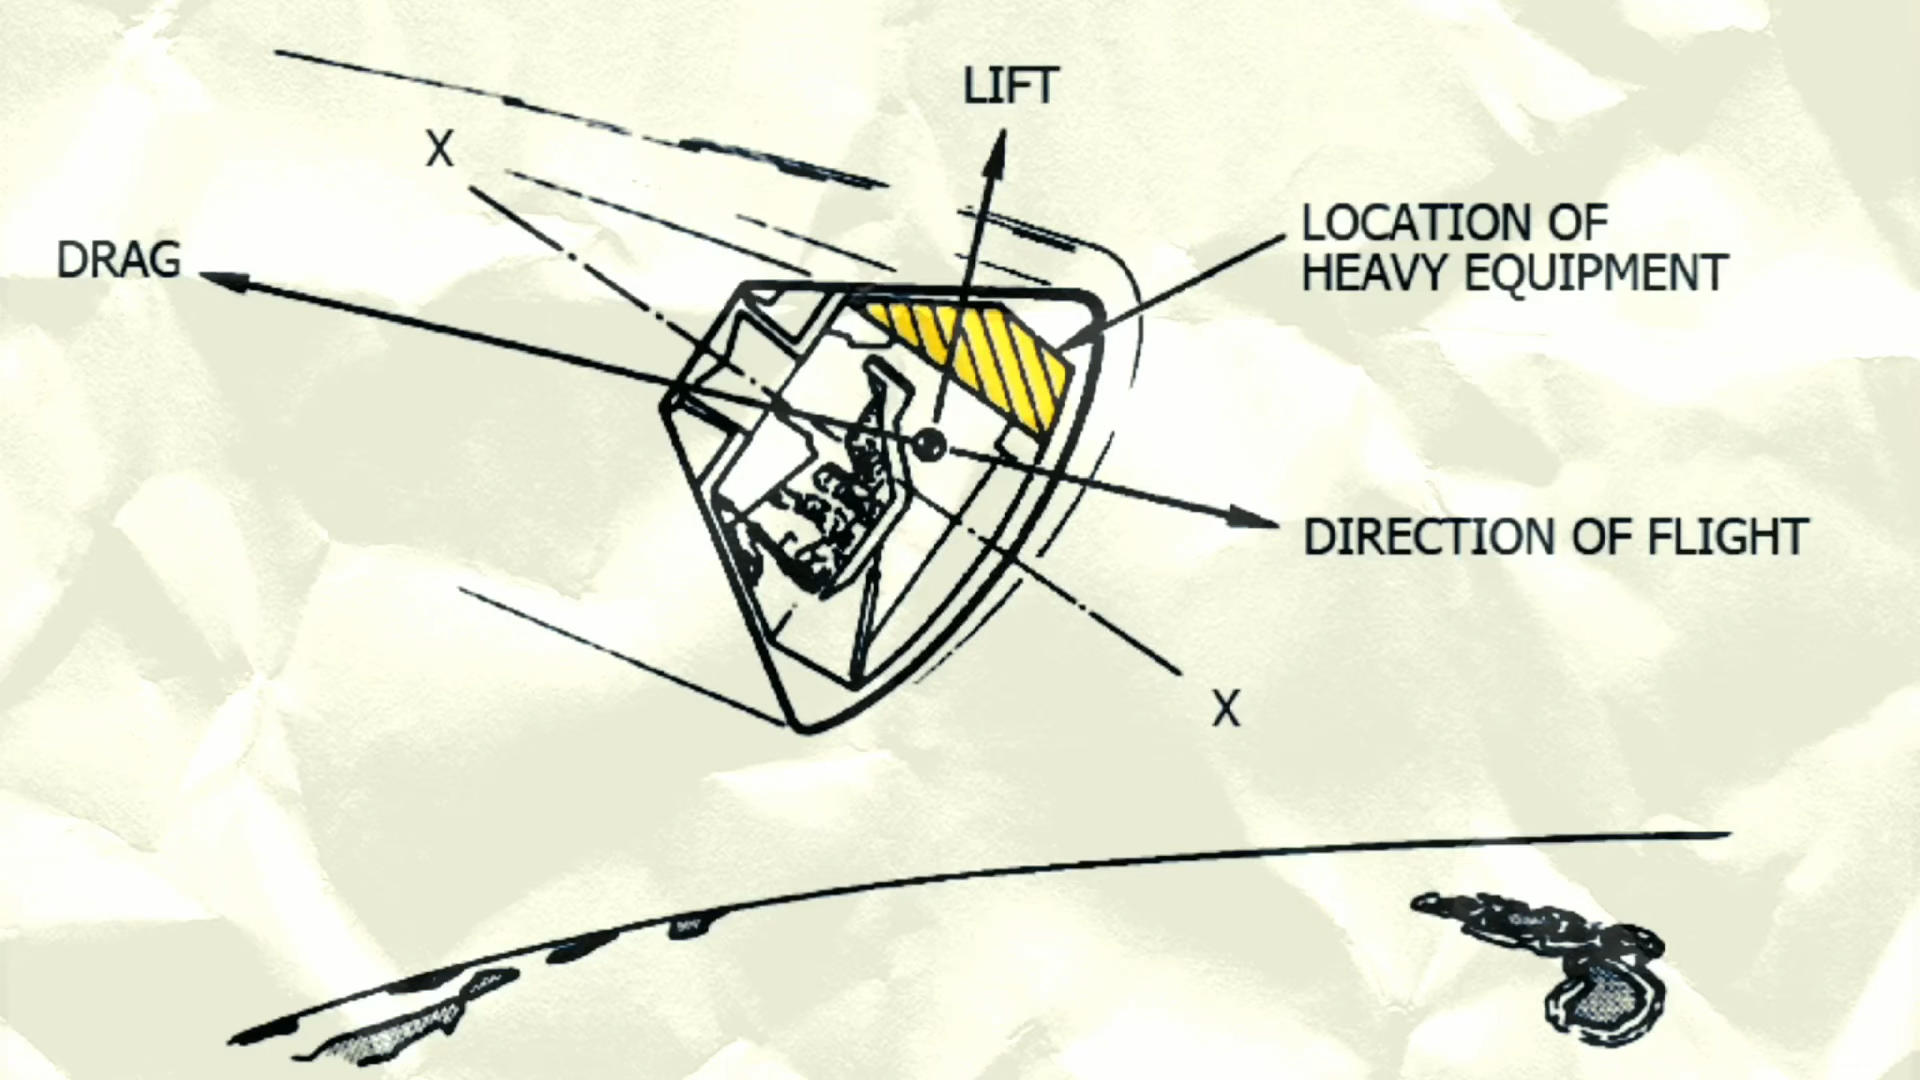 LIFT
X
LOCATION OF
HEAVY EQUIPMENT
DRAG
DIRECTION OF FLIGHT
X